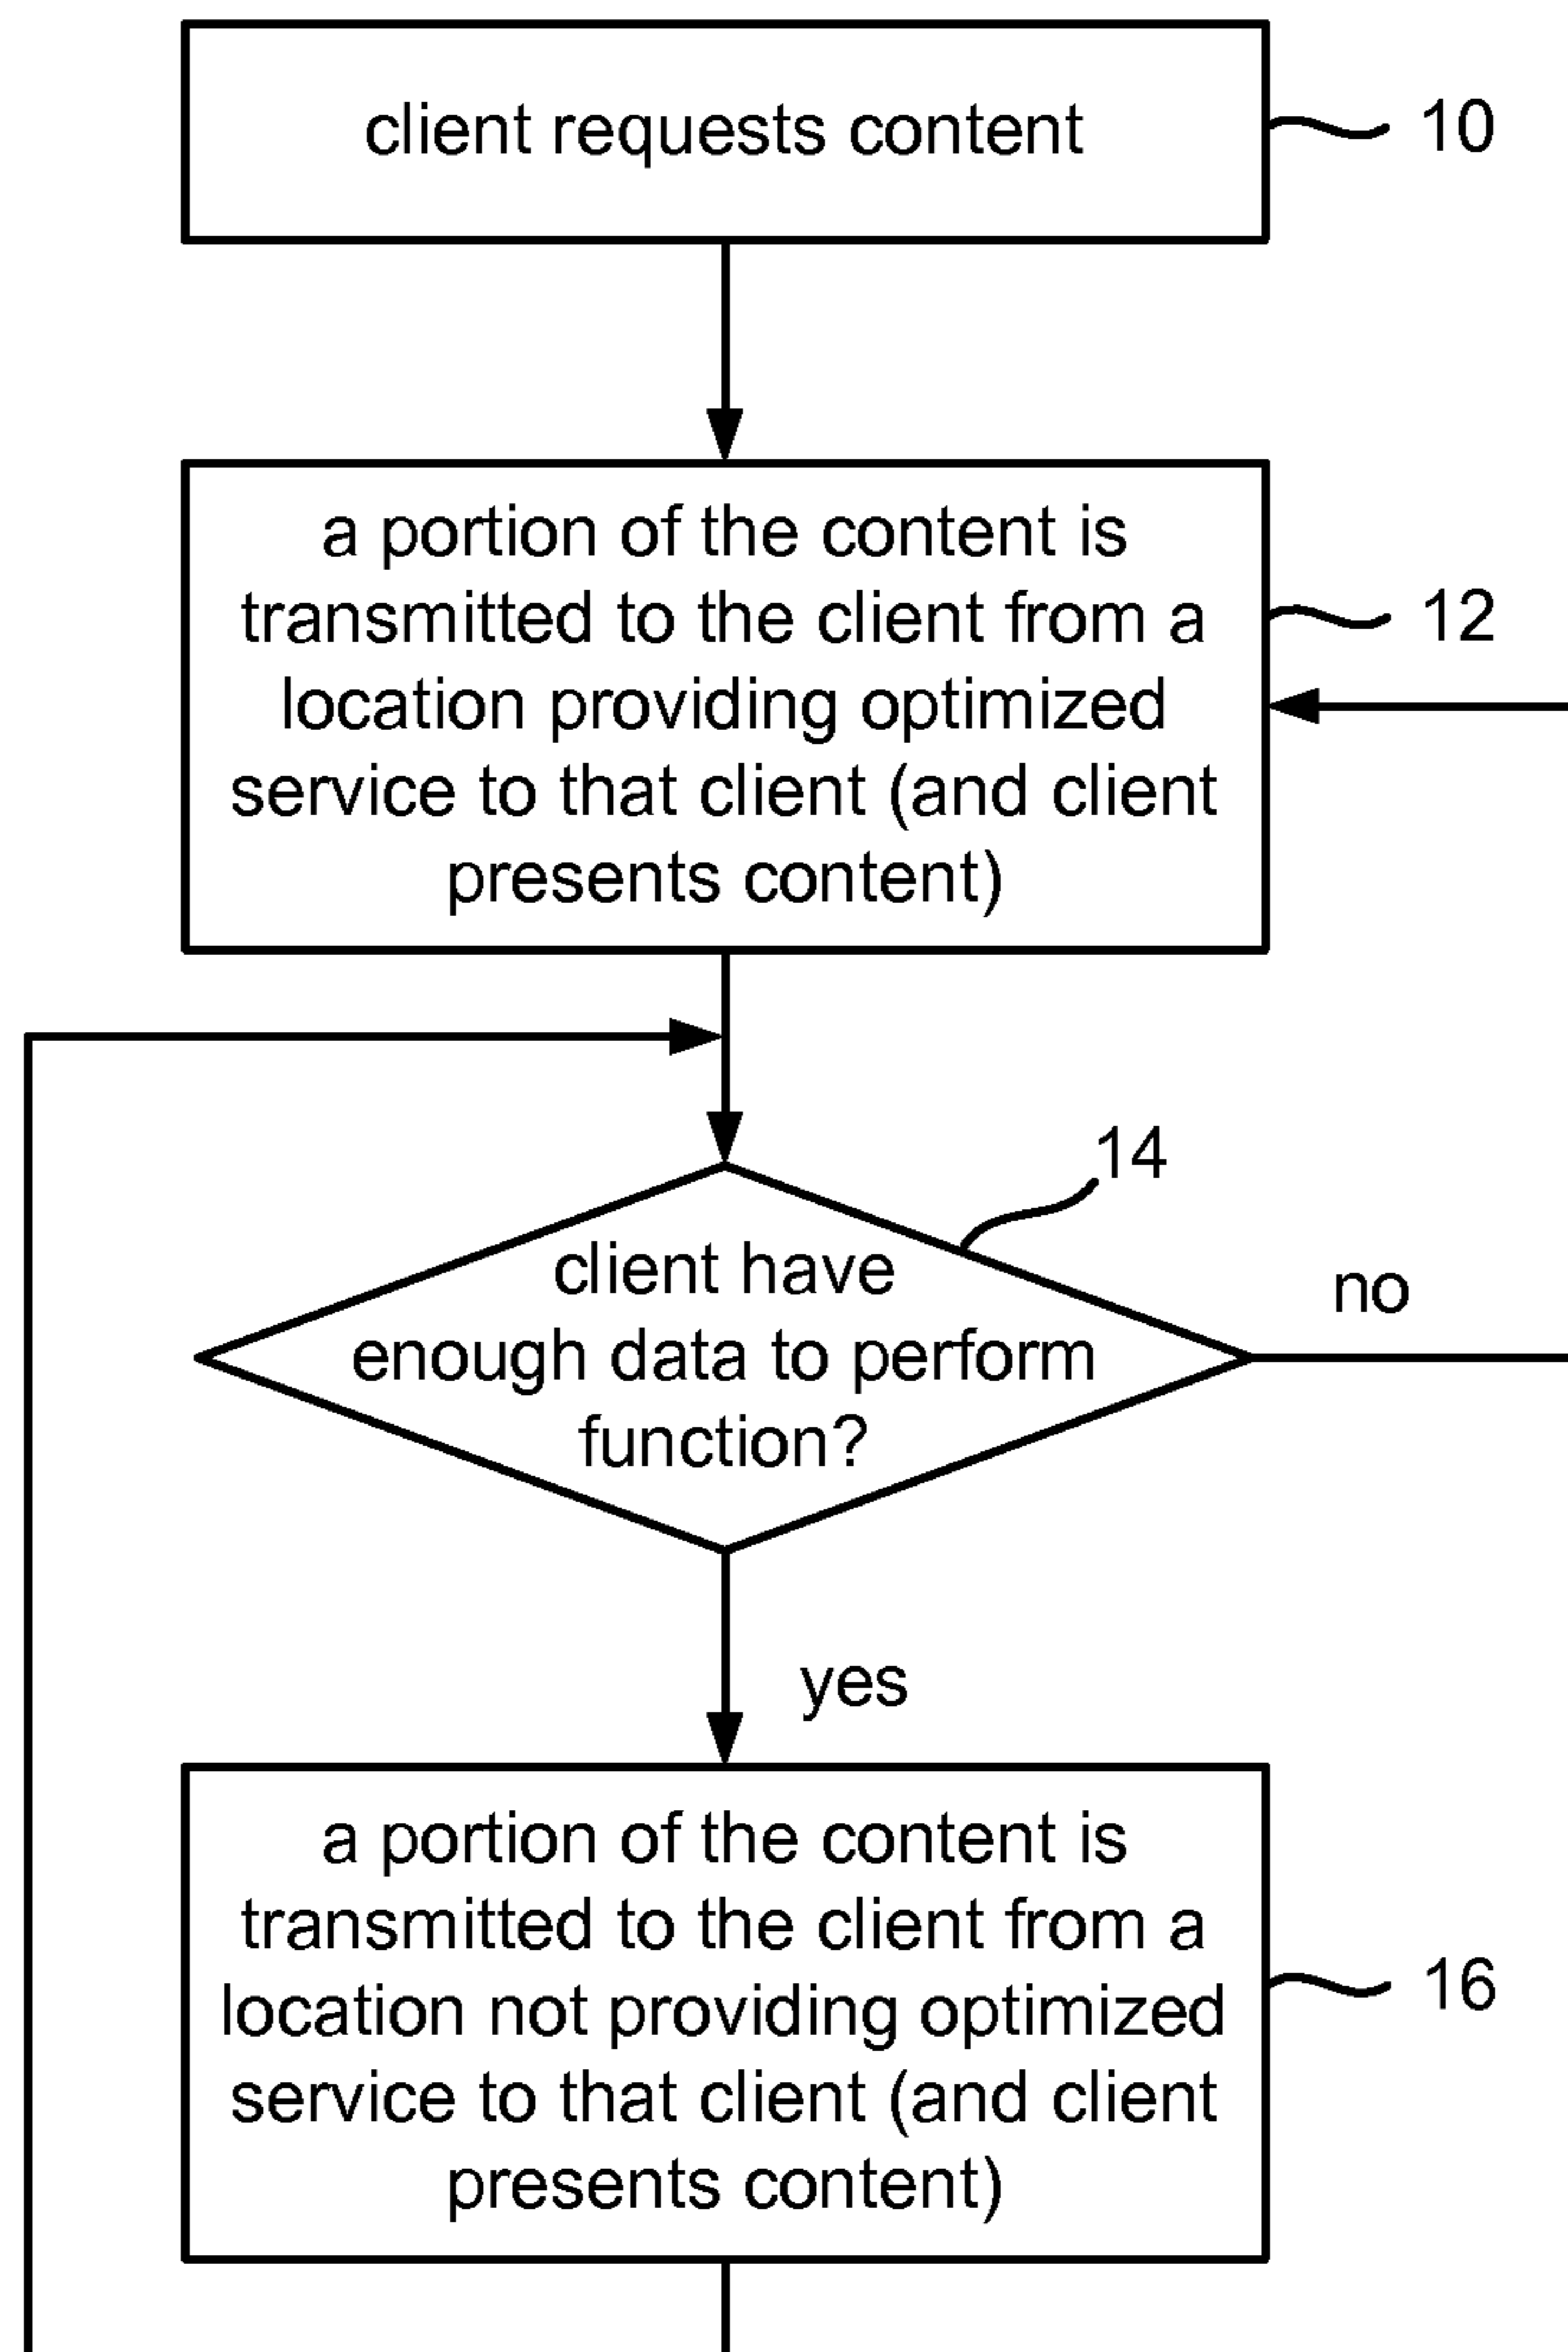 client requests content
10
a portion of the content is
transmitted to the client from a
location providing optimized
service to that client (and client
presents content)
12
14
client have
enough data to perform
function?
no
yes
a portion of the content is
transmitted to the client from a
location not providing optimized
service to that client (and client
presents content)
16